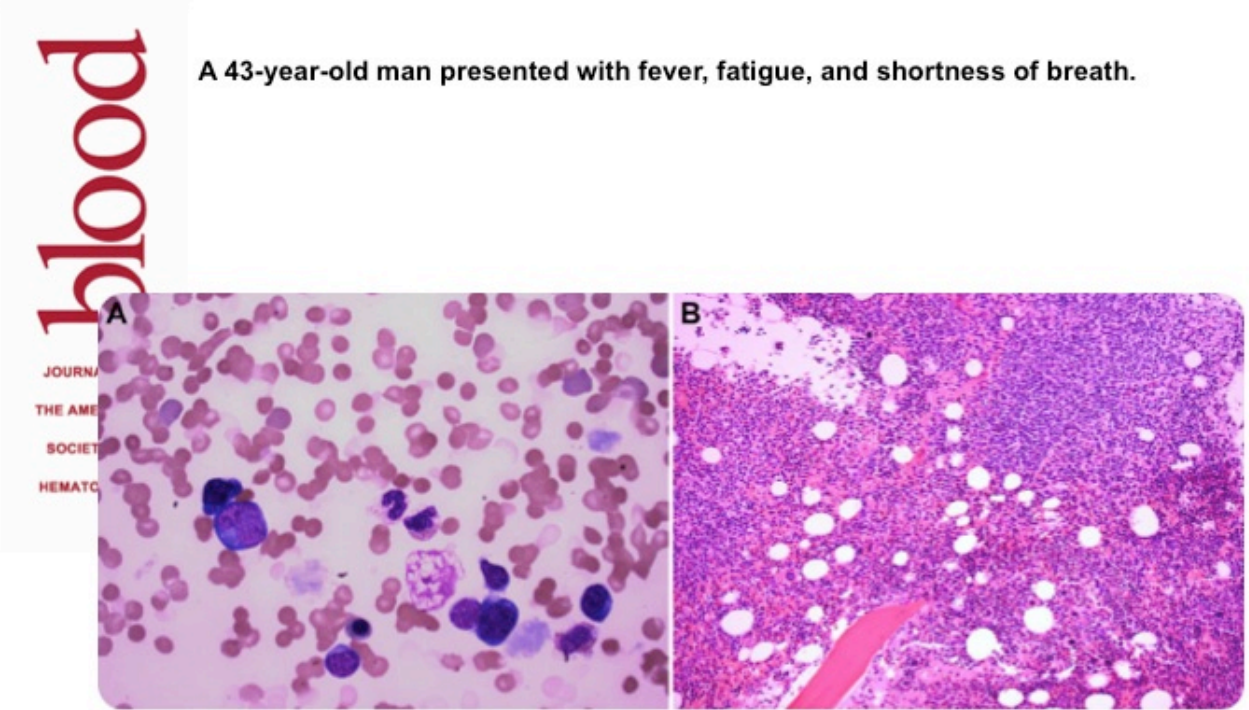 A 43-year-old man presented with fever, fatigue, and shortness of breath.
blood
JOURNA
THE AME
SOCIET
HEMATO
A
B